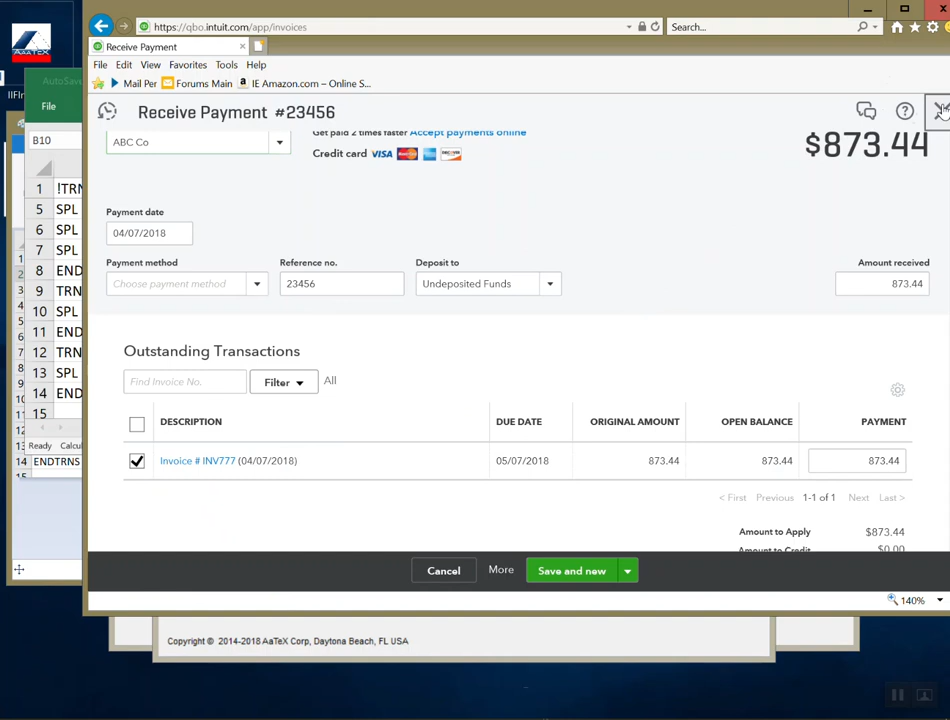 https://qbo.intuit.com/app/invoices
Search...
Receive Payment
File Edit View Favorites Tools Help
Mail Per Forums Main IE Amazon.com – Online S...
Receive Payment #23456
ABC Co
Get paid 2 times faster Accept payments online
Credit card VISA
$873.44
Payment date
04/07/2018
Payment method Reference no. Deposit to Amount received
Choose payment method 23456 Undeposited Funds 873.44
Outstanding Transactions
Find Invoice No. Filter All
DESCRIPTION DUE DATE ORIGINAL AMOUNT OPEN BALANCE PAYMENT
Invoice # INV777 (04/07/2018) 05/07/2018 873.44 873.44 873.44
< First Previous 1-1 of 1 Next Last >
Amount to Apply $873.44
Amount to Credit $0.00
Cancel More Save and new
140%
AaTeX
AutoSave
File
B10
1 !TRN
5 SPL
6 SPL
7 SPL
8 END
9 TRN
10 SPL
11 END
12 TRN
13 SPL
14 END
15
Ready Calcul
14 ENDTRNS
Copyright © 2014-2018 AaTeX Corp, Daytona Beach, FL USA